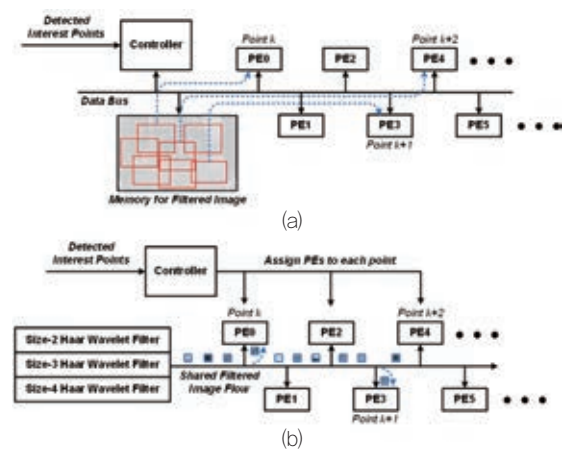 Detected
Interest Points
Controller
Point k
PE0
PE2
Point k+2
PE4
Data Bus
PE1
PE3
PE5
Point k+1
Memory for Filtered Image
(a)
Detected
Interest Points
Controller
Assign PEs to each point
Point k
PE0
PE2
Point k+2
PE4
Size-2 Haar Wavelet Filter
Size-3 Haar Wavelet Filter
Size-4 Haar Wavelet Filter
Shared Filtered
Image Flow
PE1
PE3
PE5
Point k+1
(b)